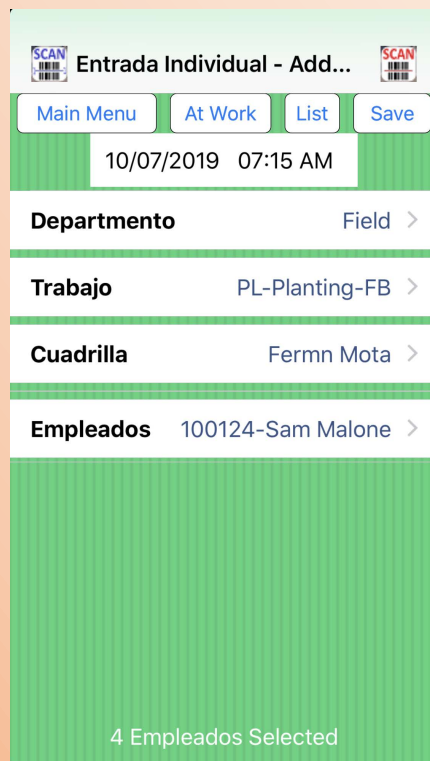 SCAN Entrada Individual - Add... SCAN
Main Menu At Work List Save
10/07/2019 07:15 AM
Departmento Field
Trabajo PL-Planting-FB
Cuadrilla Fermn Mota
Empleados 100124-Sam Malone
4 Empleados Selected